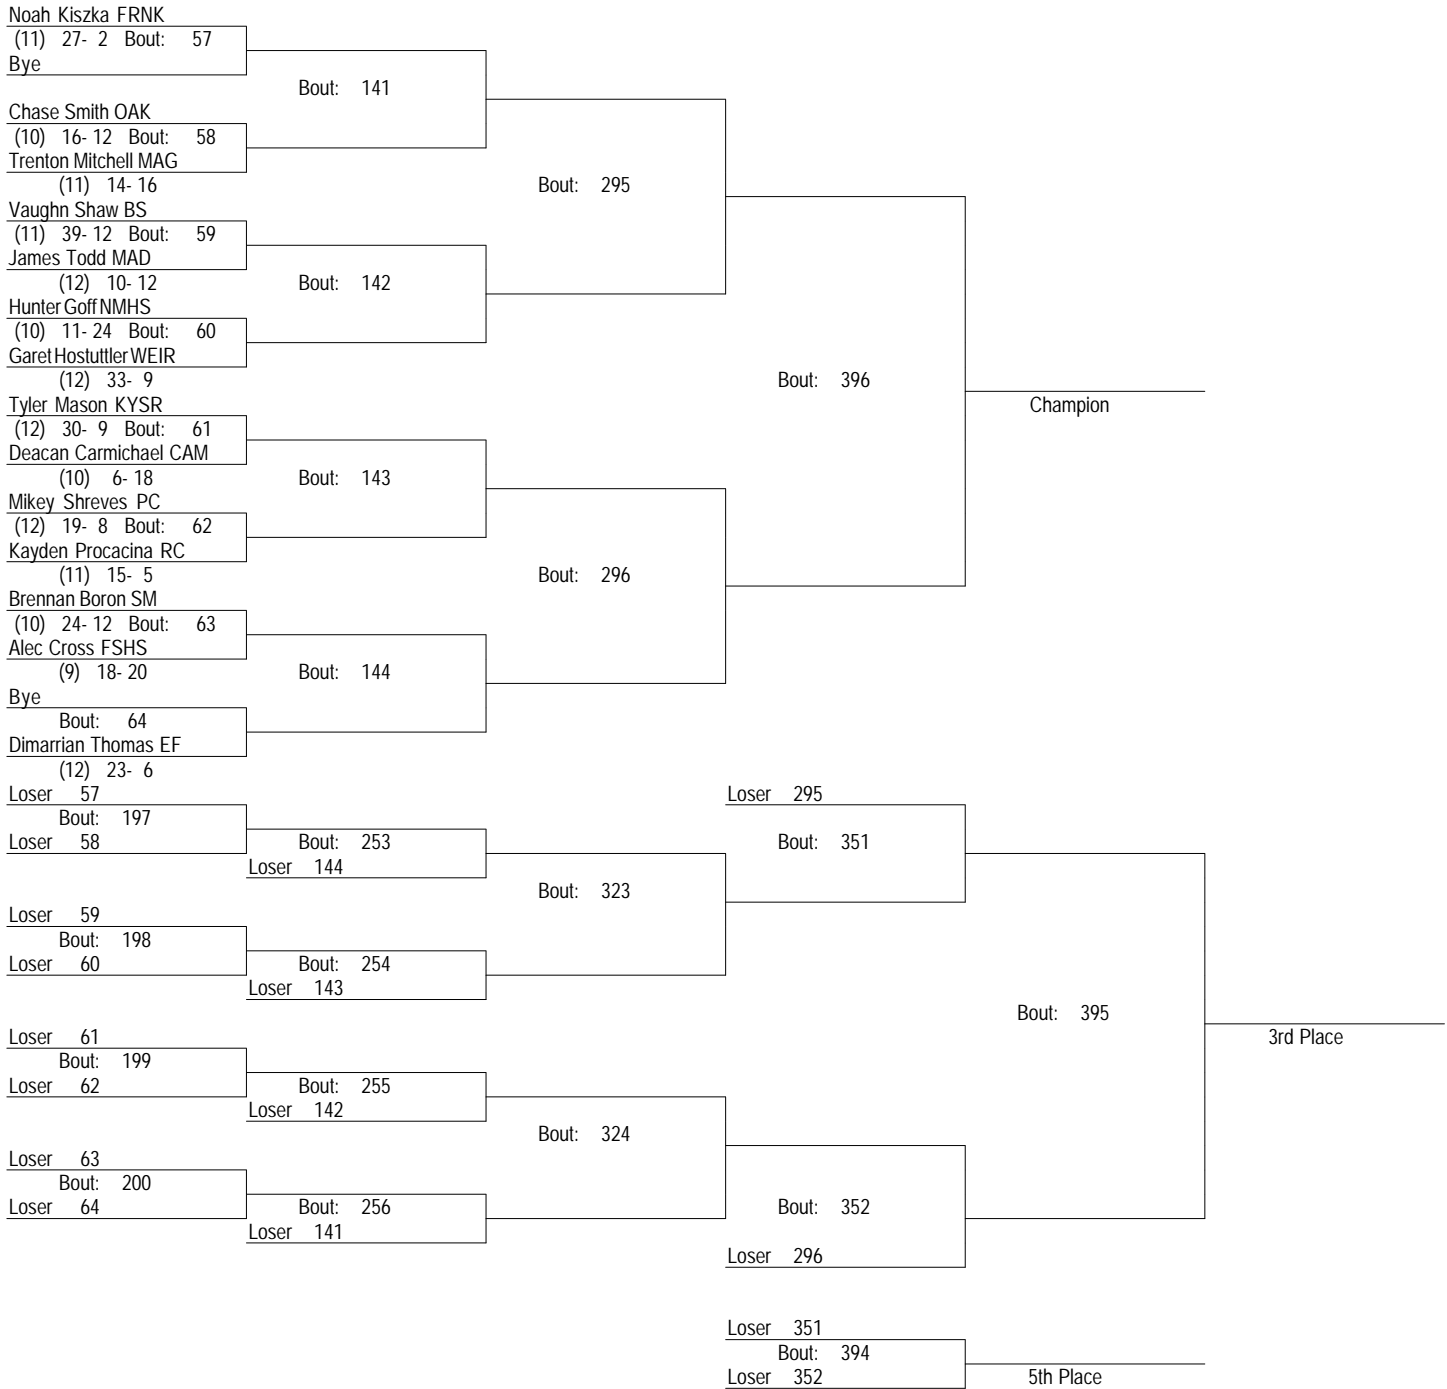 Noah Kiszka FRNK
(11) 27- 2 Bout: 57
Bye
Bout: 141
Chase Smith OAK
(10) 16- 12 Bout: 58
Trenton Mitchell MAG
(11) 14- 16
Bout: 295
Vaughn Shaw BS
(11) 39- 12 Bout: 59
James Todd MAD
(12) 10- 12
Bout: 142
Hunter Goff NMHS
(10) 11- 24 Bout: 60
Garet Hostuttler WEIR
(12) 33- 9
Bout: 396
Champion
Tyler Mason KYSR
(12) 30- 9 Bout: 61
Deacan Carmichael CAM
(10) 6- 18
Bout: 143
Mikey Shreves PC
(12) 19- 8 Bout: 62
Kayden Procacina RC
(11) 15- 5
Bout: 296
Brennan Boron SM
(10) 24- 12 Bout: 63
Alec Cross FSHS
(9) 18- 20
Bout: 144
Bye
Bout: 64
Dimarrian Thomas EF
(12) 23- 6
Loser 57
Bout: 197
Loser 58
Bout: 253
Loser 144
Loser 295
Bout: 351
Bout: 323
Loser 59
Bout: 198
Loser 60
Bout: 254
Loser 143
Bout: 395
3rd Place
Loser 61
Bout: 199
Loser 62
Bout: 255
Loser 142
Bout: 324
Loser 63
Bout: 200
Loser 64
Bout: 256
Loser 141
Bout: 352
Loser 296
Loser 351
Bout: 394
Loser 352
5th Place